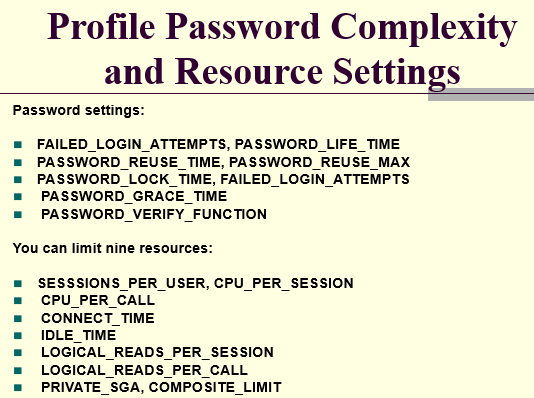 Profile Password Complexity
and Resource Settings
Password settings:
FAILED_LOGIN_ATTEMPTS, PASSWORD_LIFE_TIME
PASSWORD_REUSE_TIME, PASSWORD_REUSE_MAX
PASSWORD_LOCK_TIME, FAILED_LOGIN_ATTEMPTS
PASSWORD_GRACE_TIME
PASSWORD_VERIFY_FUNCTION
You can limit nine resources:
SESSSIONS_PER_USER, CPU_PER_SESSION
CPU_PER_CALL
CONNECT_TIME
IDLE_TIME
LOGICAL_READS_PER_SESSION
LOGICAL_READS_PER_CALL
PRIVATE_SGA, COMPOSITE_LIMIT